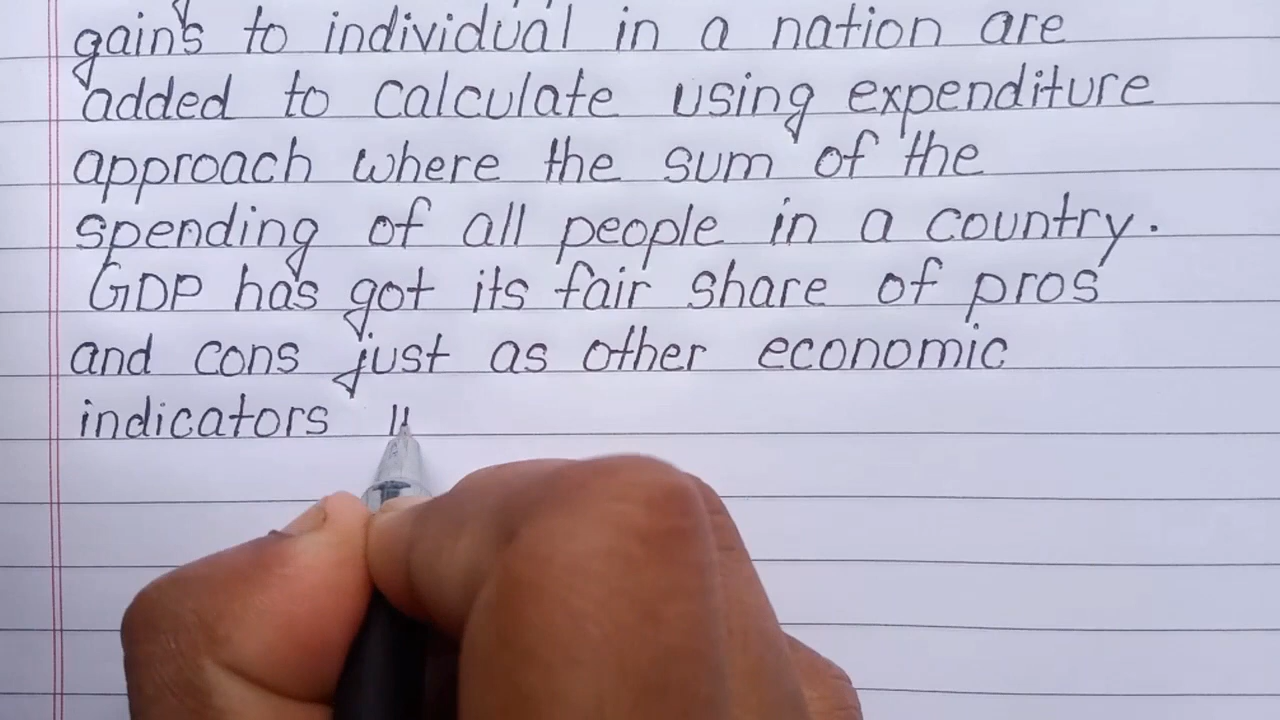 gains to individual in a nation are
added to calculate using expenditure
approach where the sum of the
spending of all people in a country.
GDP has got its fair share of pros
and cons just as other economic
indicators